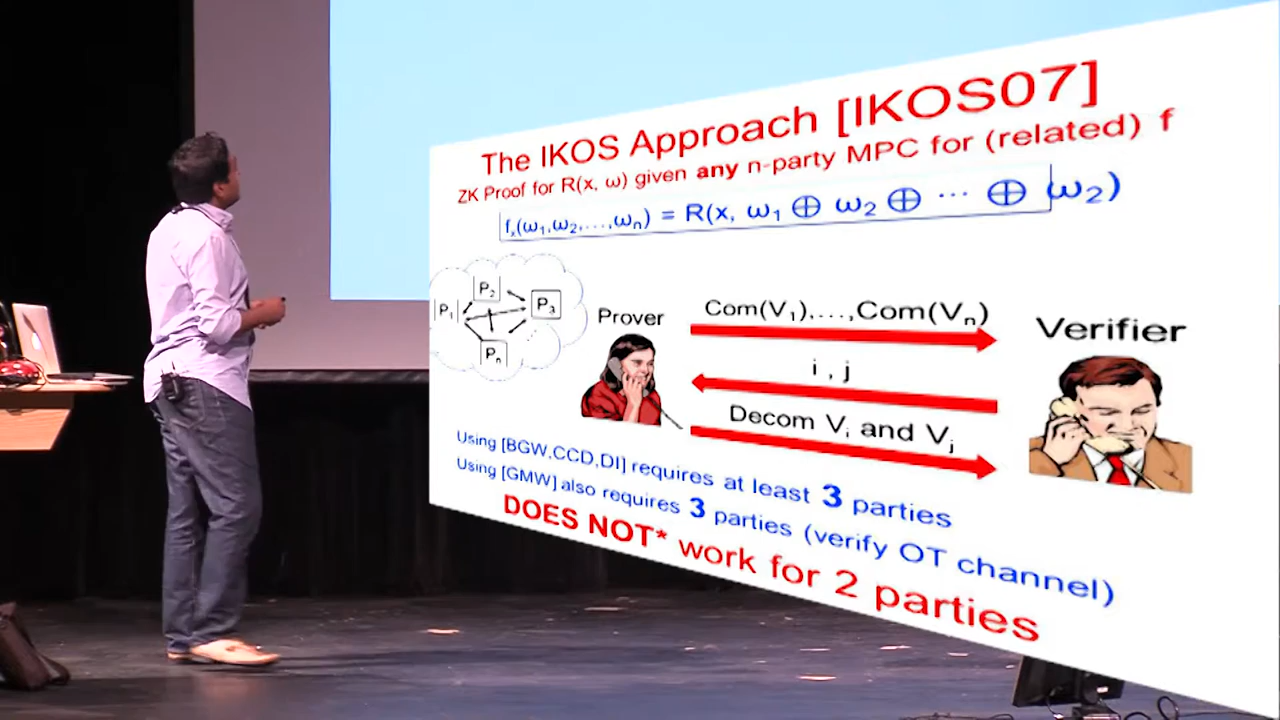 The IKOS Approach [IKOS07]
ZK Proof for R(x, ω) given any n-party MPC for (related) f
fₓ(ω₁,ω₂,...,ωₙ) = R(x, ω₁ ⊕ ω₂ ⊕ ... ⊕ ω₂)
P₂
P₁
P₃
Pₙ
Prover
Com(V₁),...,Com(Vₙ)
Verifier
i , j
Decom Vᵢ and Vⱼ
Using [BGW,CCD,DI] requires at least 3 parties
Using [GMW] also requires 3 parties (verify OT channel)
DOES NOT* work for 2 parties